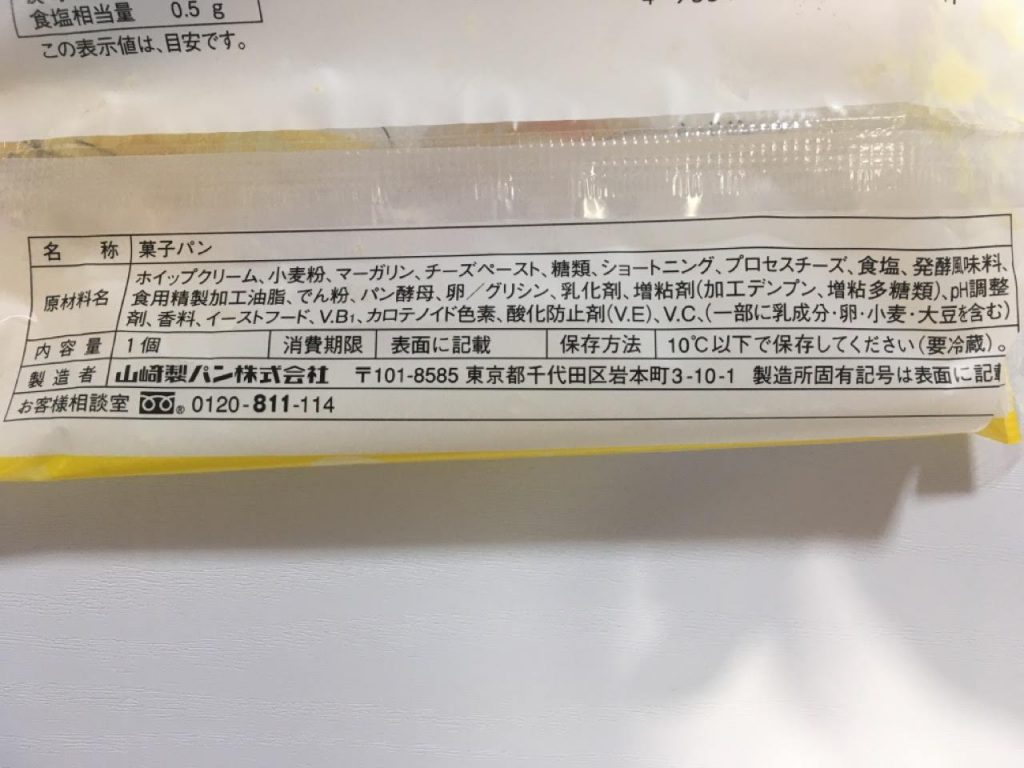 食塩相当量 0.5 g
この表示値は、目安です。
名 称 菓子パン
原材料名 ホイップクリーム、小麦粉、マーガリン、チーズペースト、糖類、ショートニング、プロセスチーズ、食塩、発酵風味料、
食用精製加工油脂、でん粉、パン酵母、卵／グリシン、乳化剤、増粘剤(加工デンプン、増粘多糖類)、pH調整
剤、香料、イーストフード、V.B₁、カロテノイド色素、酸化防止剤(V.E)、V.C、(一部に乳成分・卵・小麦・大豆を含む)
内容量 1個 消費期限 表面に記載 保存方法 10℃以下で保存してください(要冷蔵)。
製造者 山崎製パン株式会社 〒101-8585 東京都千代田区岩本町3-10-1 製造所固有記号は表面に記載
お客様相談室 ® 0120-811-114